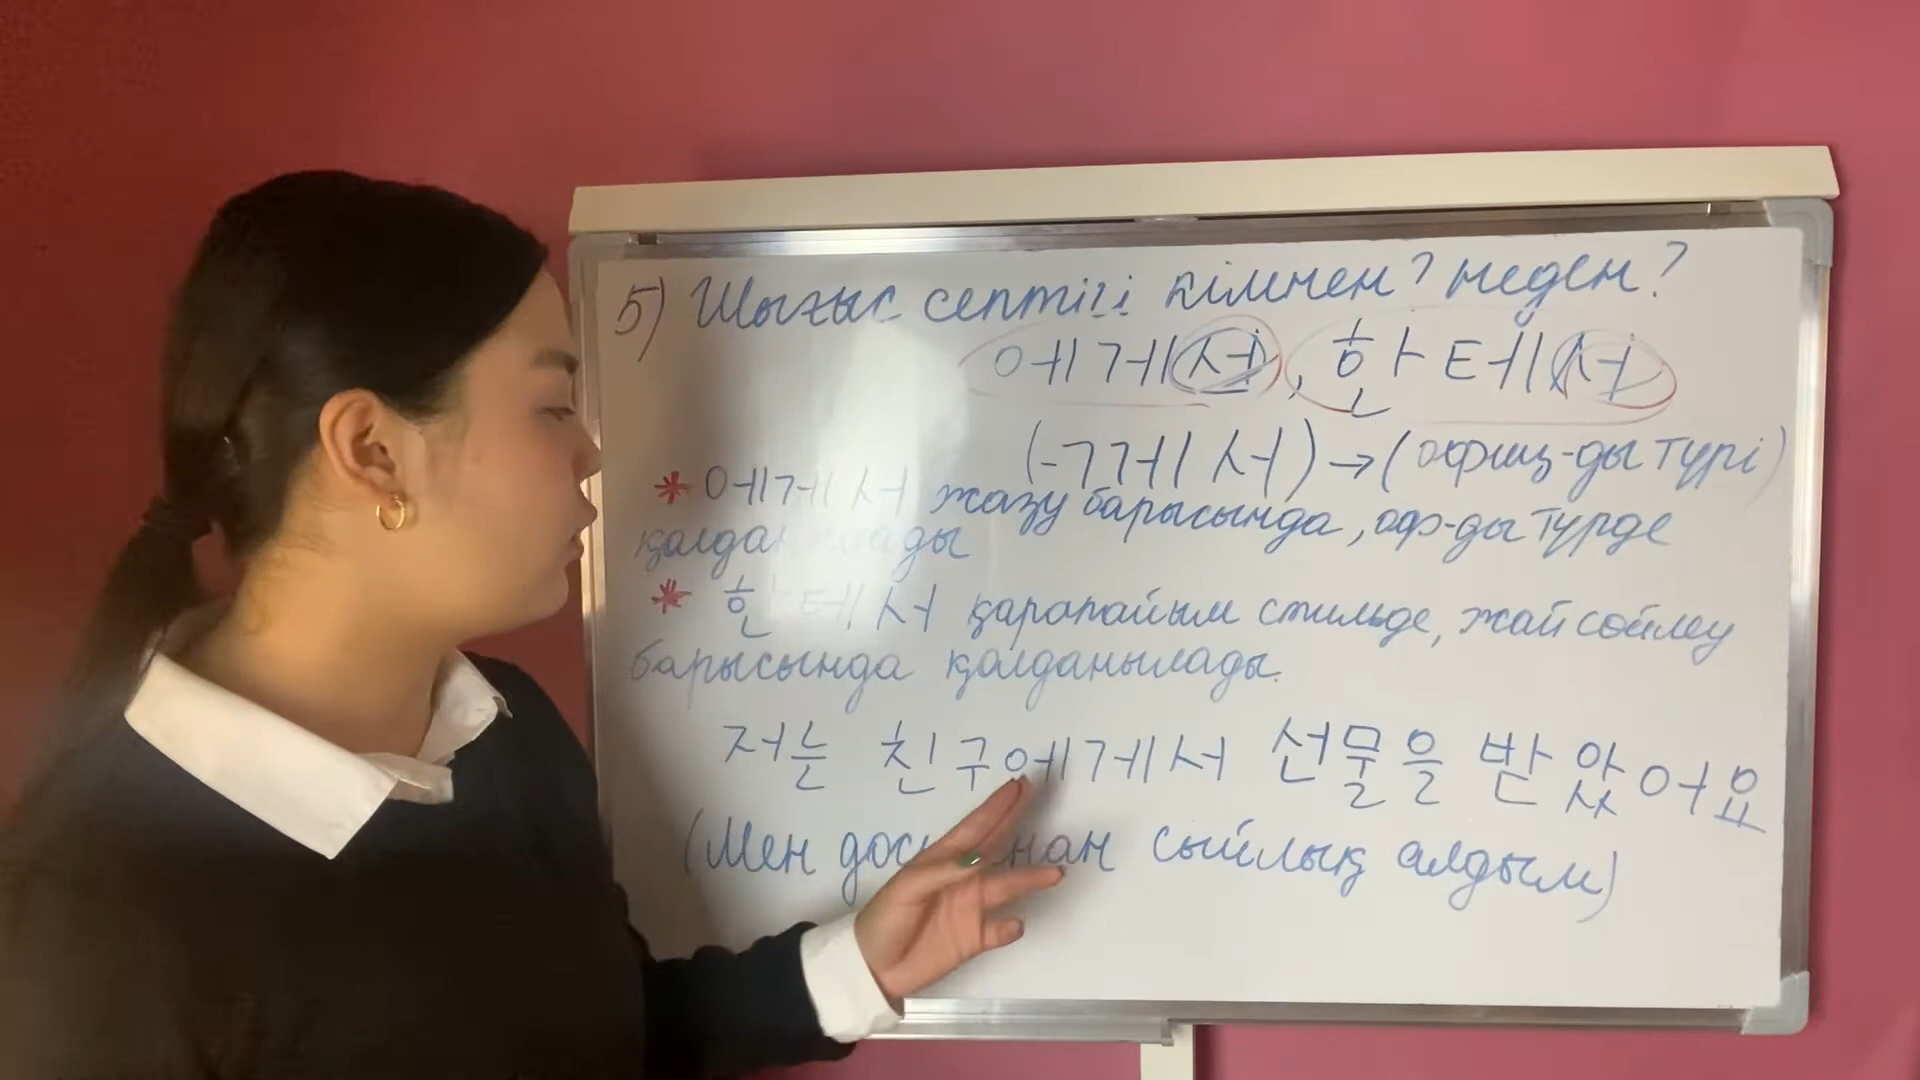 5) Шығыс септігі кімнен? неден?
에게서, 한테서
(-께서) → (офиц-ды түрі)
* 에게서 жазу барысында, оф-ды түрде
қолданылады
* 한테서 қарапайым стильде, жай сөйлеу
барысында қолданылады.
저는 친구에게서 선물을 받았어요
(Мен досымнан сыйлық алдым)